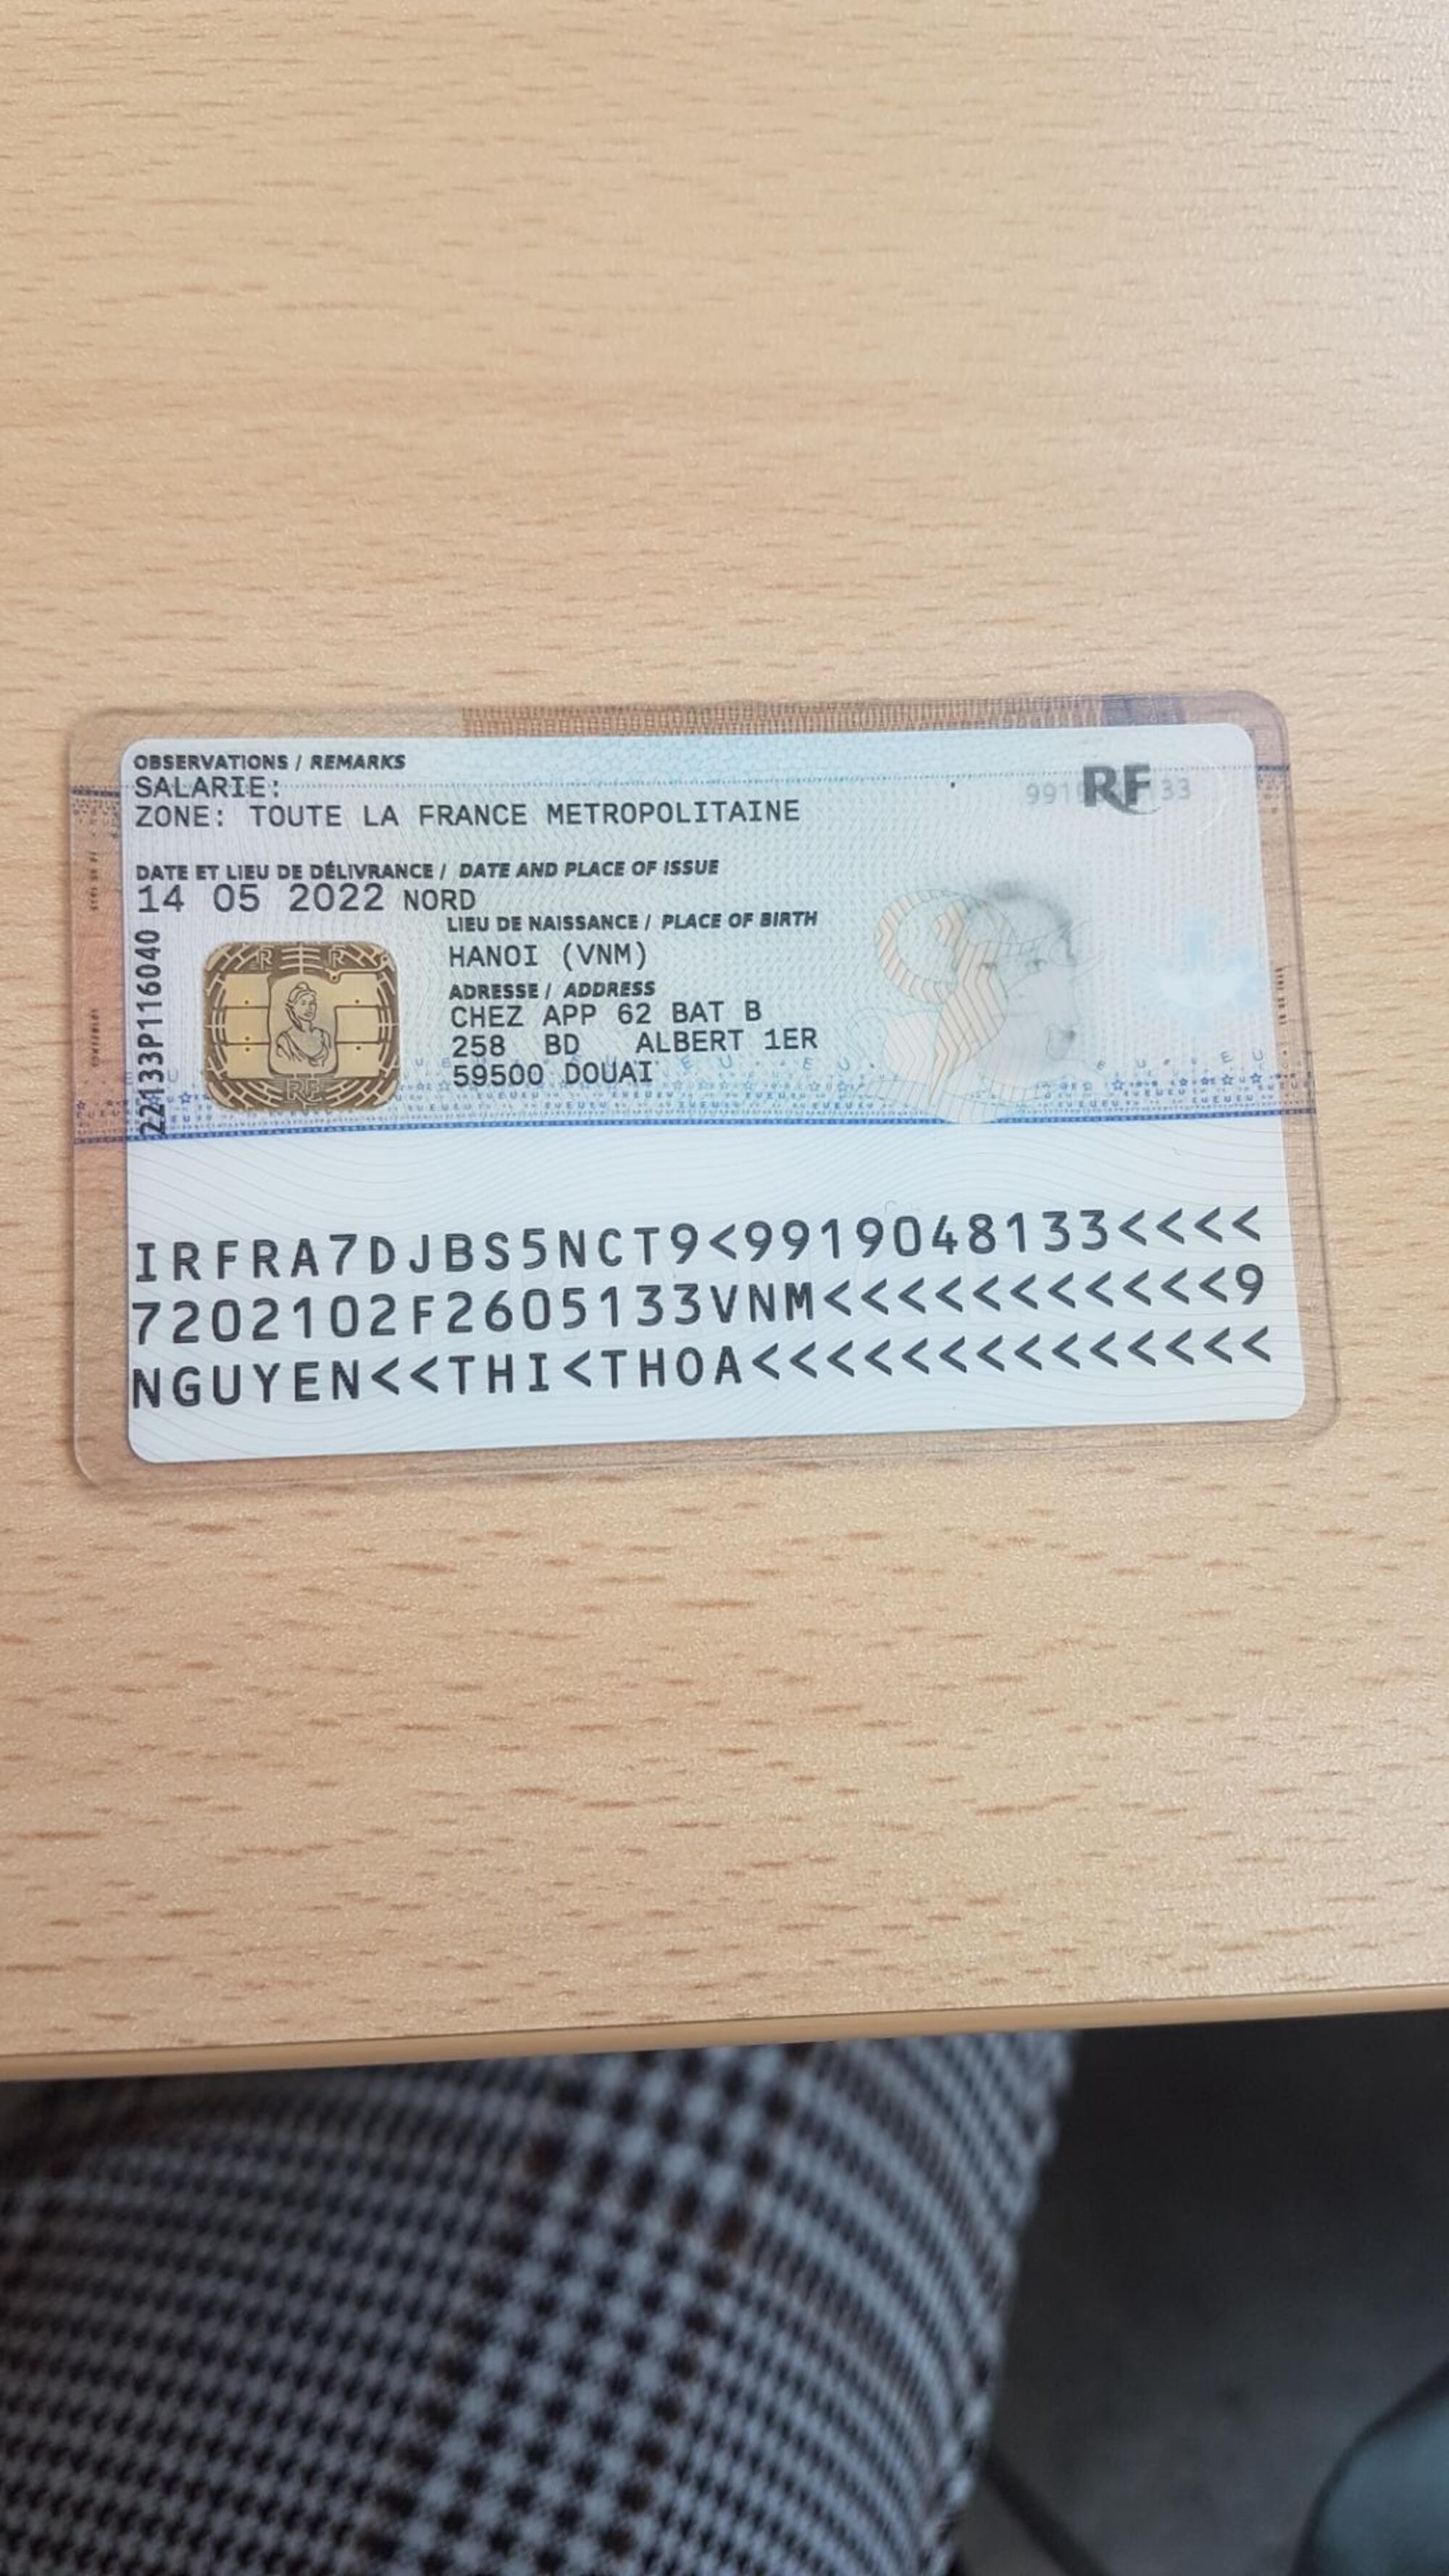 OBSERVATIONS / REMARKS
SALARIE:
ZONE: TOUTE LA FRANCE METROPOLITAINE
RF
DATE ET LIEU DE DÉLIVRANCE / DATE AND PLACE OF ISSUE
14 05 2022 NORD
22133P116040
LIEU DE NAISSANCE / PLACE OF BIRTH
HANOI (VNM)
ADRESSE / ADDRESS
CHEZ APP 62 BAT B
258 BD ALBERT 1ER
59500 DOUAI
IRFRA7DJBS5NCT9<9919048133<<<<
7202102F2605133VNM<<<<<<<<<<<9
NGUYEN<<THI<THOA<<<<<<<<<<<<<<